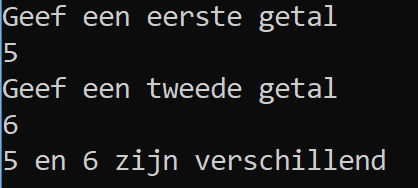 Geef een eerste getal
5
Geef een tweede getal
6
5 en 6 zijn verschillend